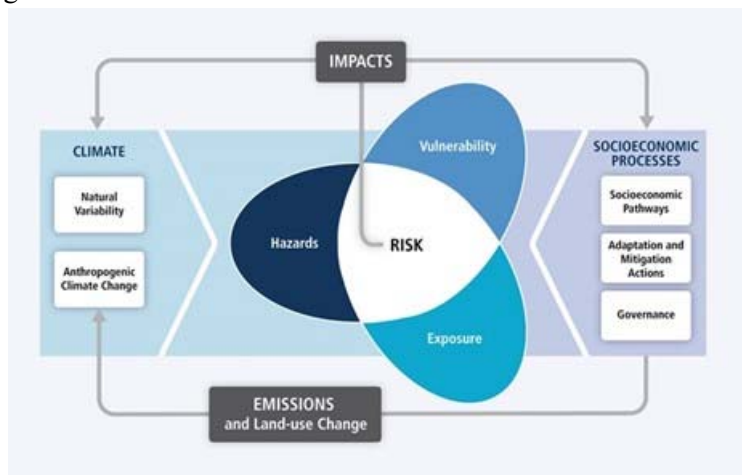 IMPACTS
CLIMATE
Natural
Variability
Anthropogenic
Climate Change
Vulnerability
Hazards
RISK
Exposure
SOCIOECONOMIC
PROCESSES
Socioeconomic
Pathways
Adaptation and
Mitigation
Actions
Governance
EMISSIONS
and Land-use Change